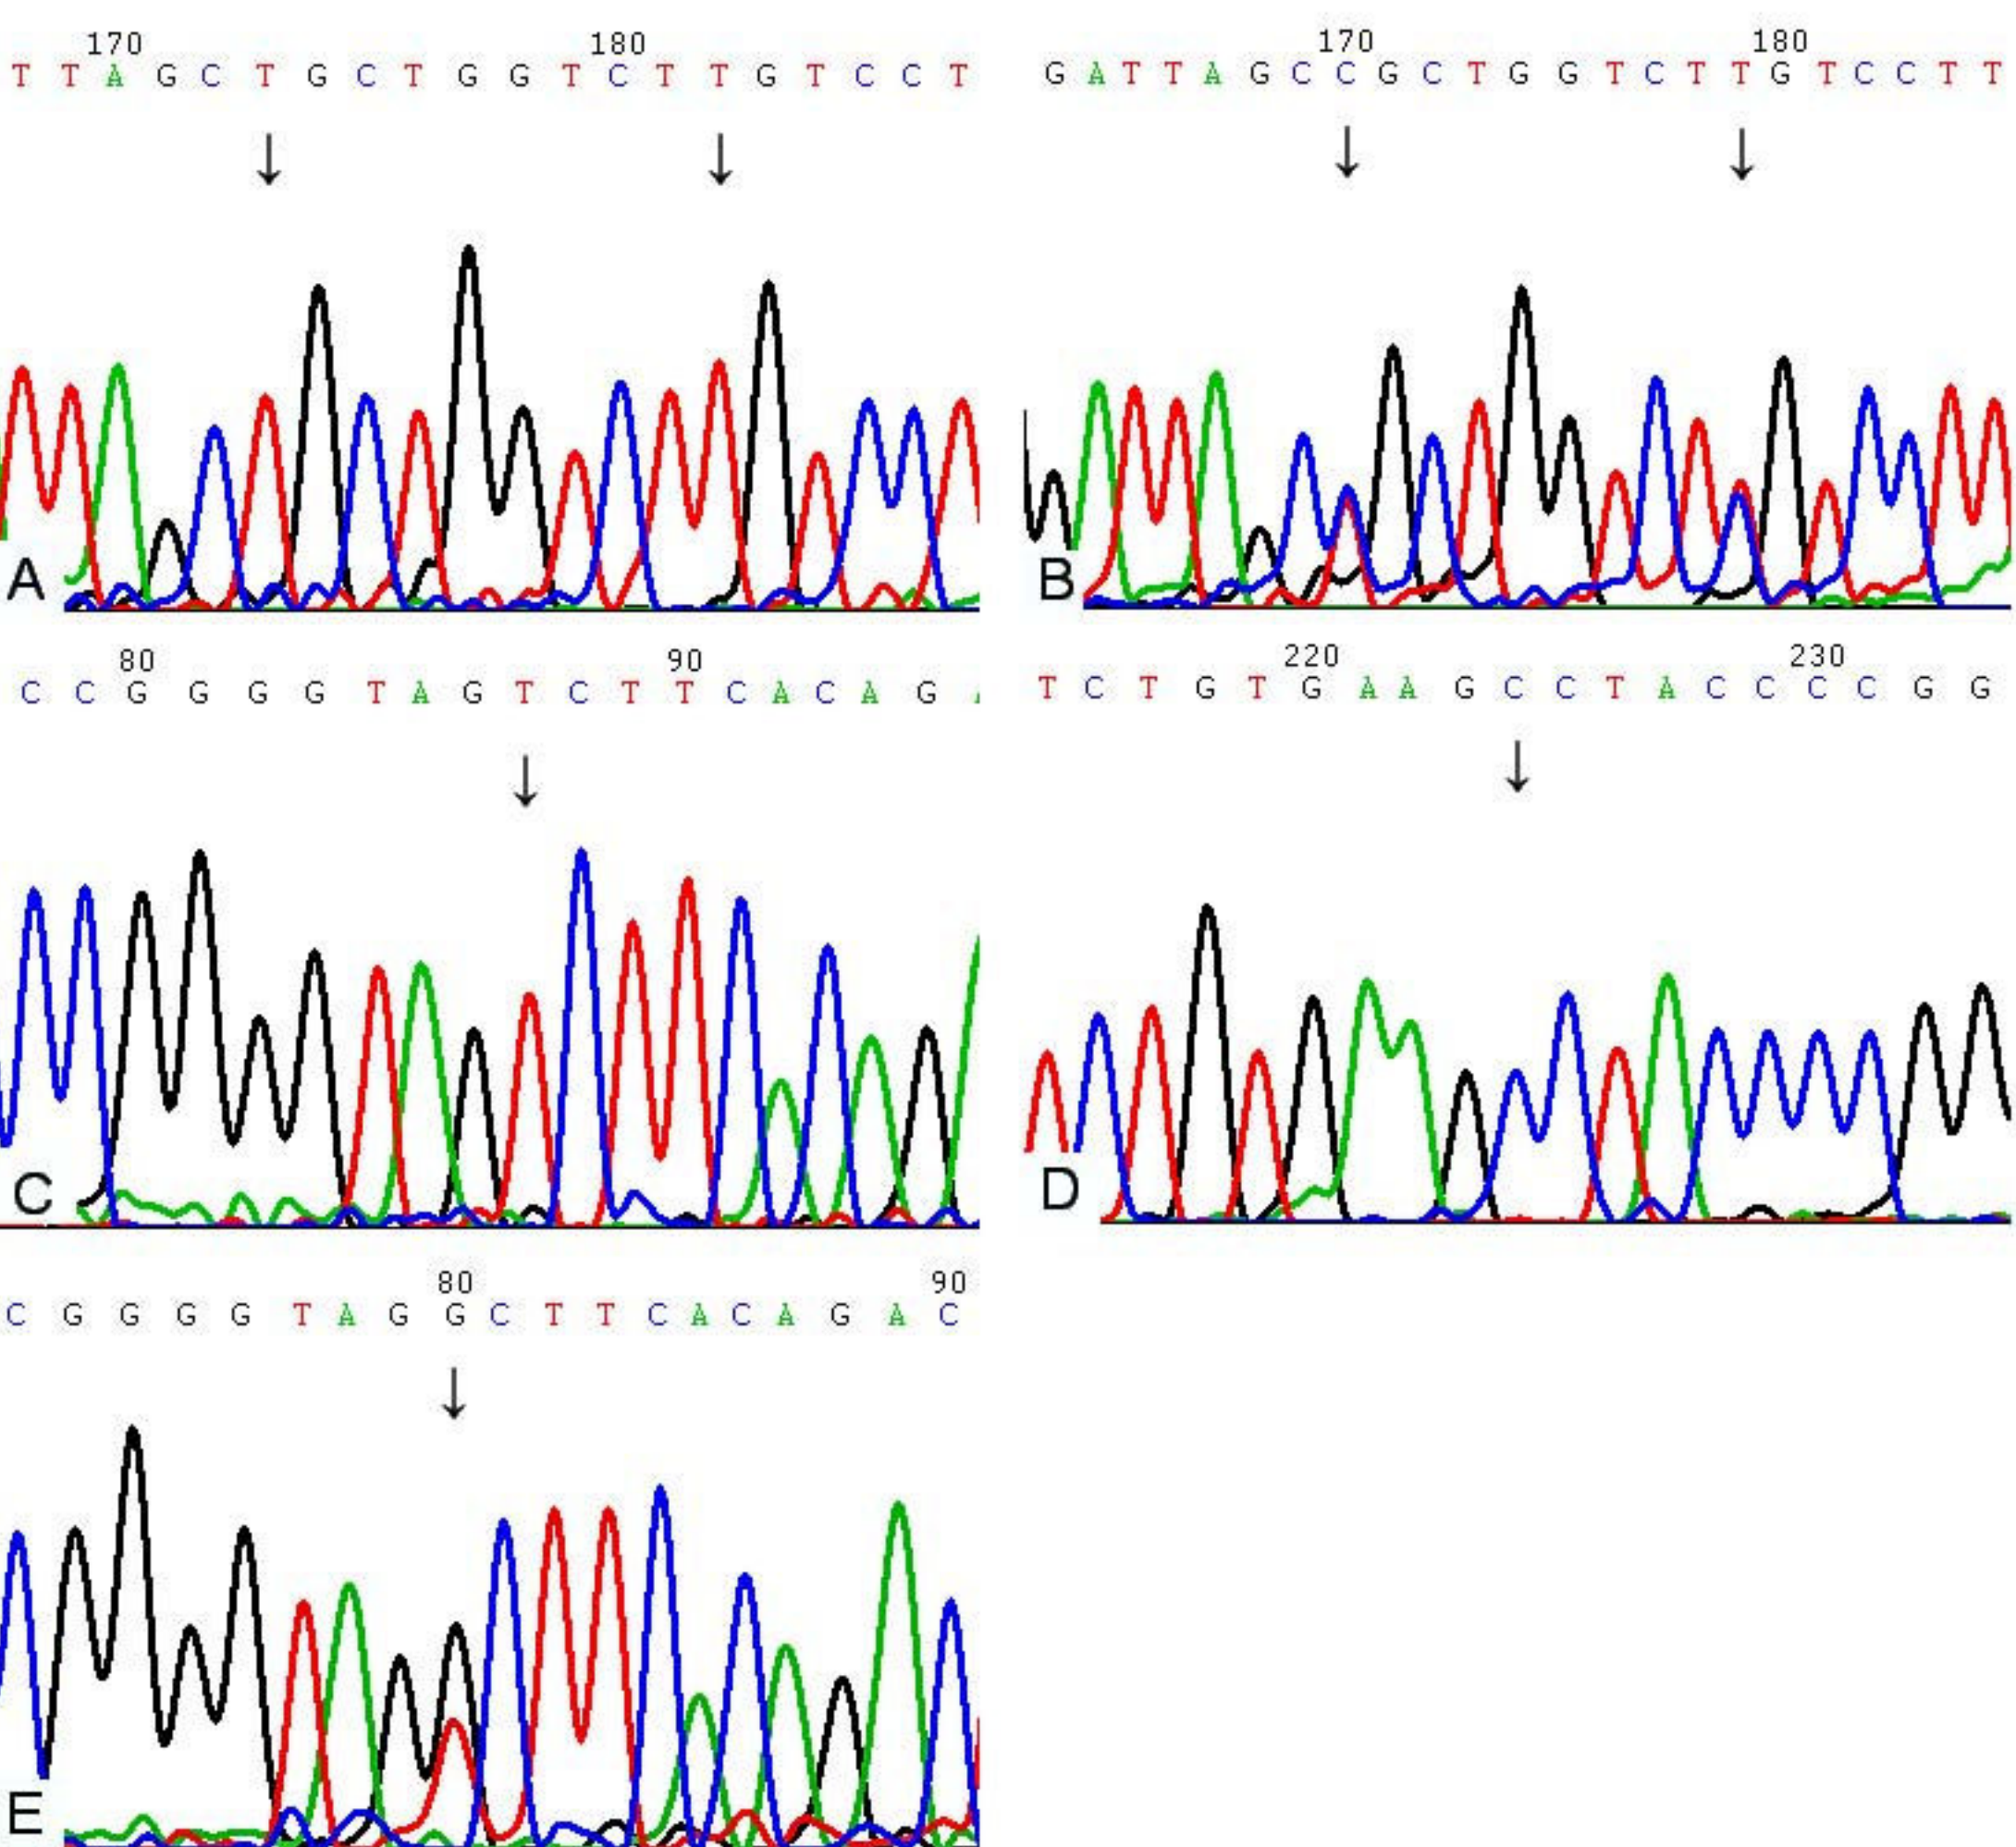 170 180
T T A G C T G C T G G T C T T G T C C T
A
170 180
G A T T A G C C G C T G G T C T T G T C C T T
B
80 90
C C G G G G T A G T C T T C A C A G
C
220 230
T C T G T G A A G C C T A C C C C G G
D
80 90
C G G G G T A G G C T T C A C A G A C
E